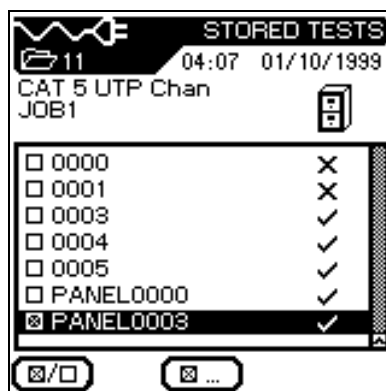 STORED TESTS
11 04:07 01/10/1999
CAT 5 UTP Chan
JOB1
0000
0001
0003
0004
0005
PANEL0000
PANEL0003
/
...